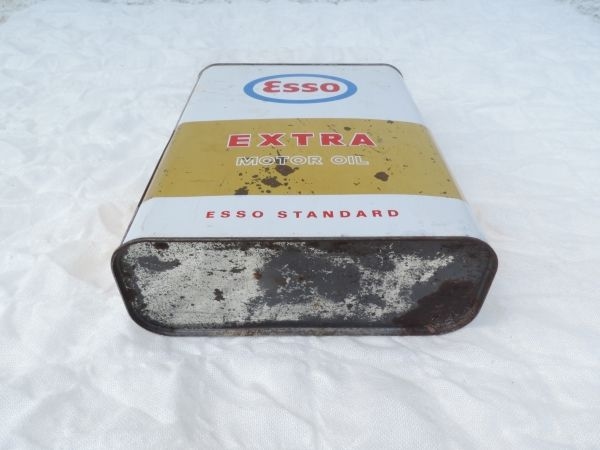 Esso
EXTRA
MOTOR OIL
ESSO STANDARD